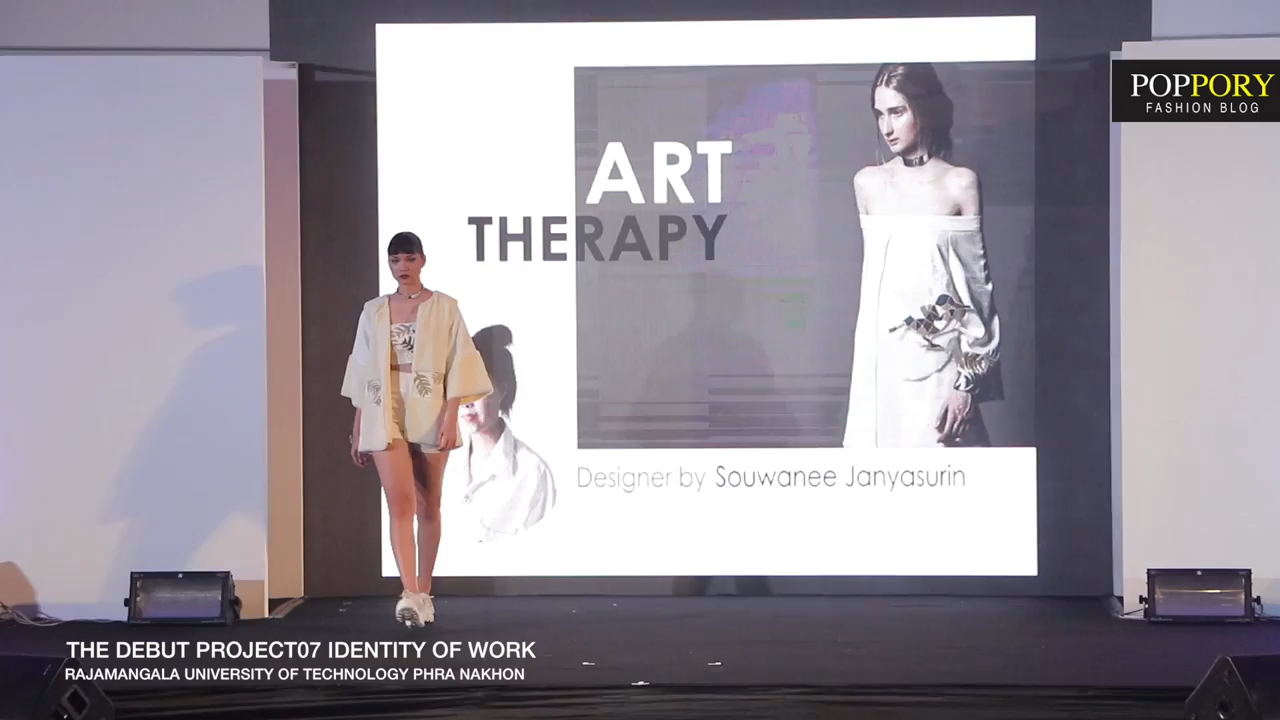 POPPORY
FASHION BLOG
ART
THERAPY
Designer by Souwanee Janyasurin
THE DEBUT PROJECT07 IDENTITY OF WORK
RAJAMANGALA UNIVERSITY OF TECHNOLOGY PHRA NAKHON